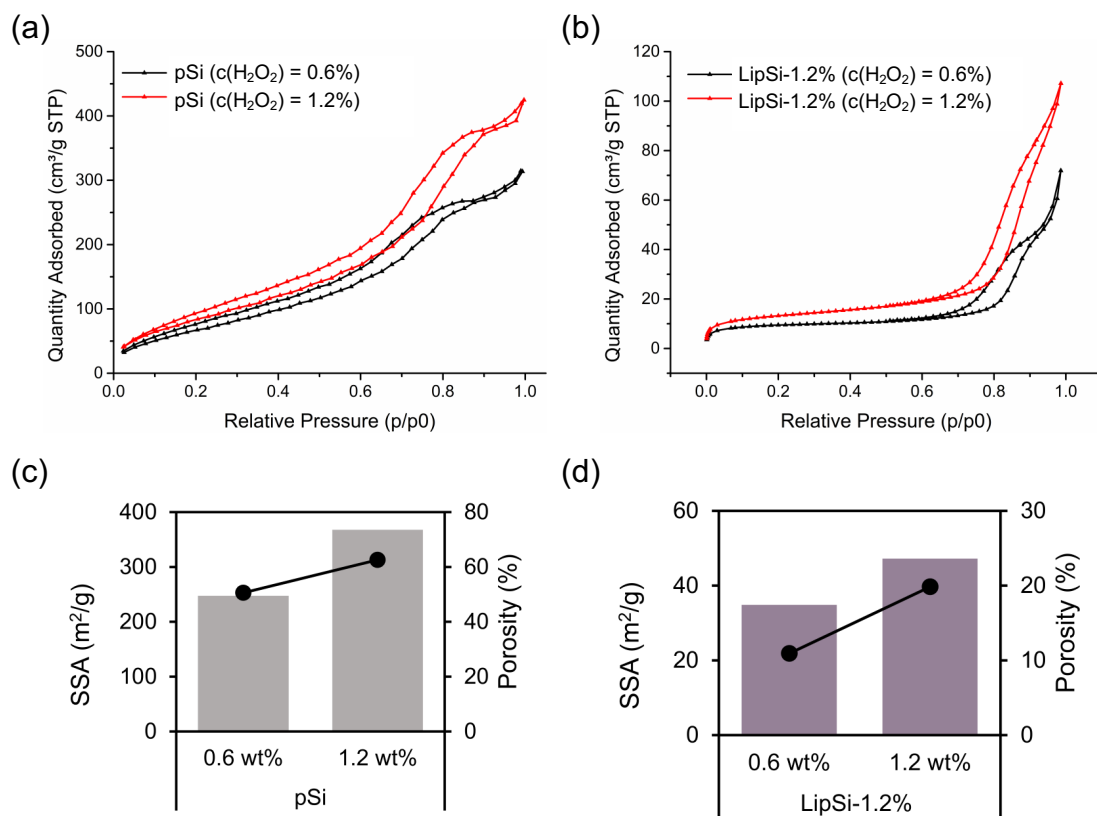 (a)
500
400
300
200
100
0
Quantity Adsorbed (cm³/g STP)
pSi (c(H₂O₂) = 0.6%)
pSi (c(H₂O₂) = 1.2%)
0.0 0.2 0.4 0.6 0.8 1.0
Relative Pressure (p/p0)
(b)
120
100
80
60
40
20
0
Quantity Adsorbed (cm³/g STP)
LipSi-1.2% (c(H₂O₂) = 0.6%)
LipSi-1.2% (c(H₂O₂) = 1.2%)
0.0 0.2 0.4 0.6 0.8 1.0
Relative Pressure (p/p0)
(c)
400
300
200
100
0
SSA (m²/g)
80
60
40
20
0
Porosity (%)
0.6 wt% 1.2 wt%
pSi
(d)
60
40
20
0
SSA (m²/g)
30
20
10
0
Porosity (%)
0.6 wt% 1.2 wt%
LipSi-1.2%